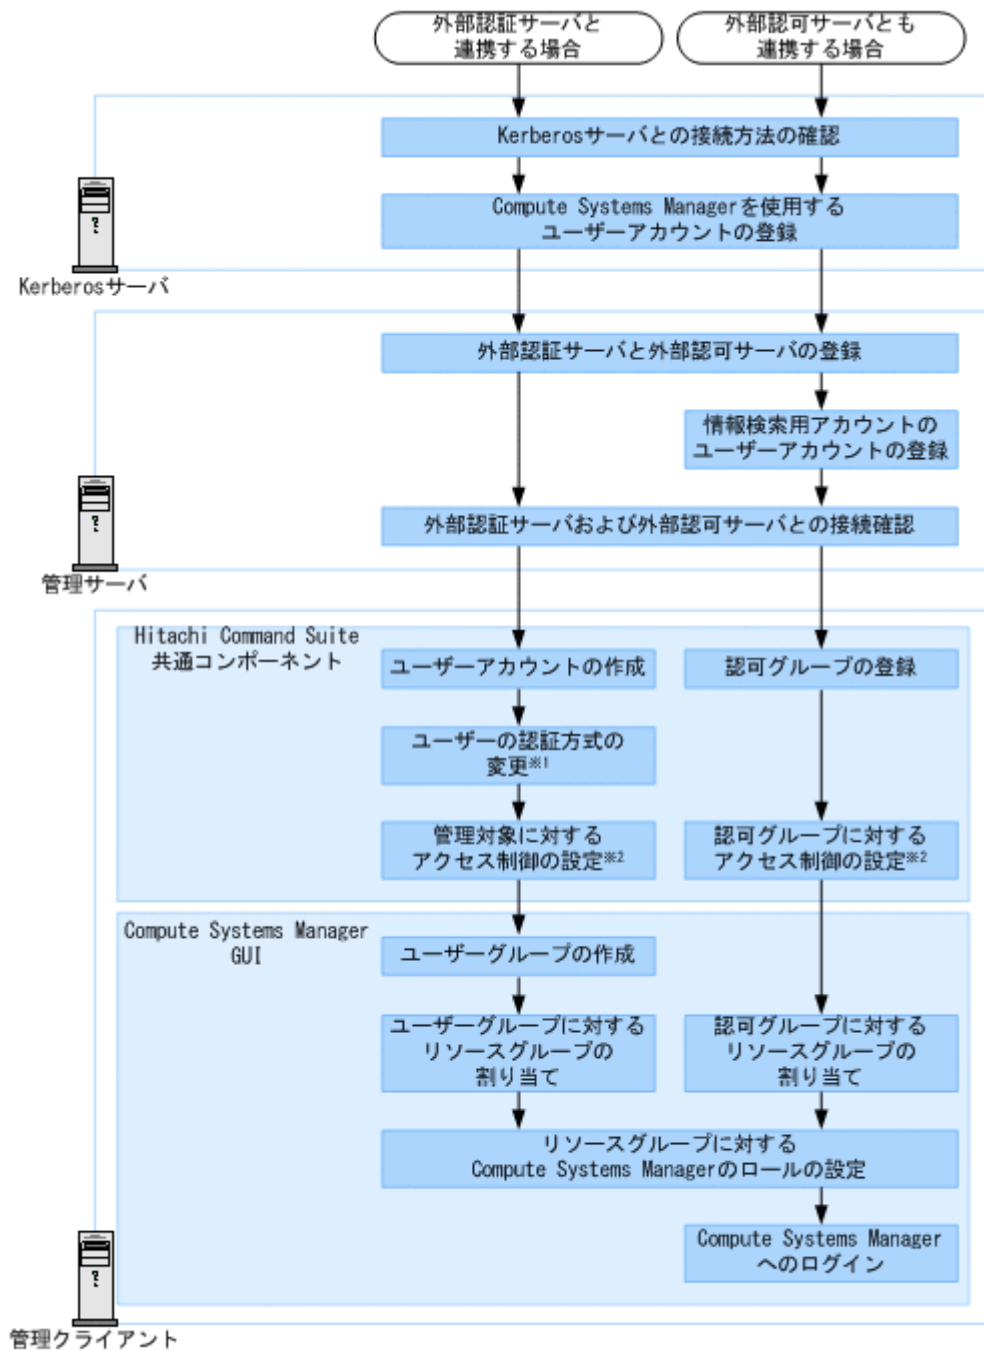 外部認証サーバと
連携する場合
外部認可サーバとも
連携する場合
Kerberosサーバとの接続方法の確認
Compute Systems Managerを使用する
ユーザーアカウントの登録
Kerberosサーバ
外部認証サーバと外部認可サーバの登録
情報検索用アカウントの
ユーザーアカウントの登録
外部認証サーバおよび外部認可サーバとの接続確認
管理サーバ
Hitachi Command Suite
共通コンポーネント
ユーザーアカウントの作成
認可グループの登録
ユーザーの認証方式の
変更※1
管理対象に対する
アクセス制御の設定※2
認可グループに対する
アクセス制御の設定※2
Compute Systems Manager
GUI
ユーザーグループの作成
ユーザーグループに対する
リソースグループの
割り当て
認可グループに対する
リソースグループの
割り当て
リソースグループに対する
Compute Systems Managerのロールの設定
Compute Systems Manager
へのログイン
管理クライアント